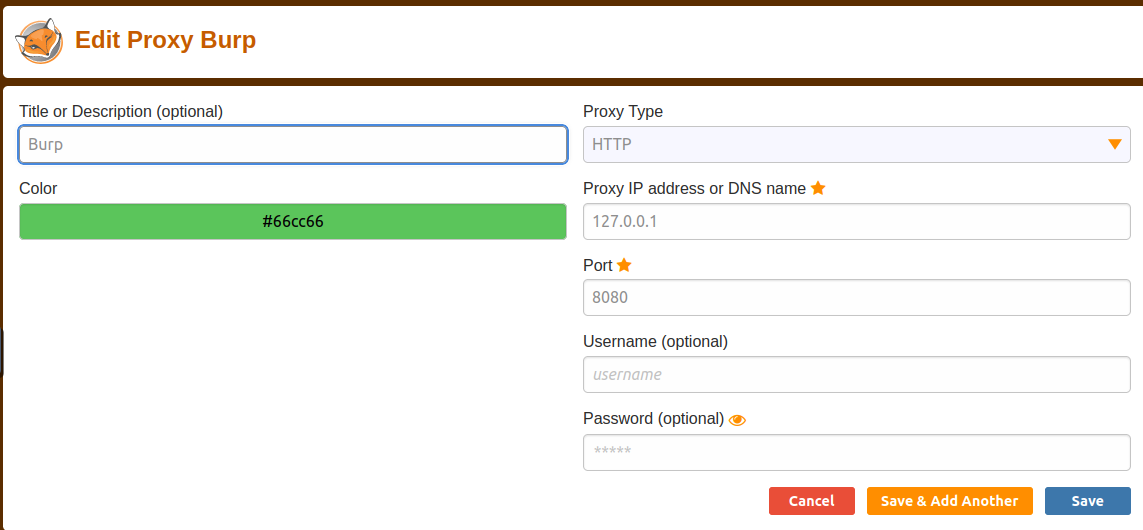 Edit Proxy Burp
Title or Description (optional)
Burp
Color
#66cc66
Proxy Type
HTTP
Proxy IP address or DNS name
127.0.0.1
Port
8080
Username (optional)
username
Password (optional)
*****
Cancel
Save & Add Another
Save